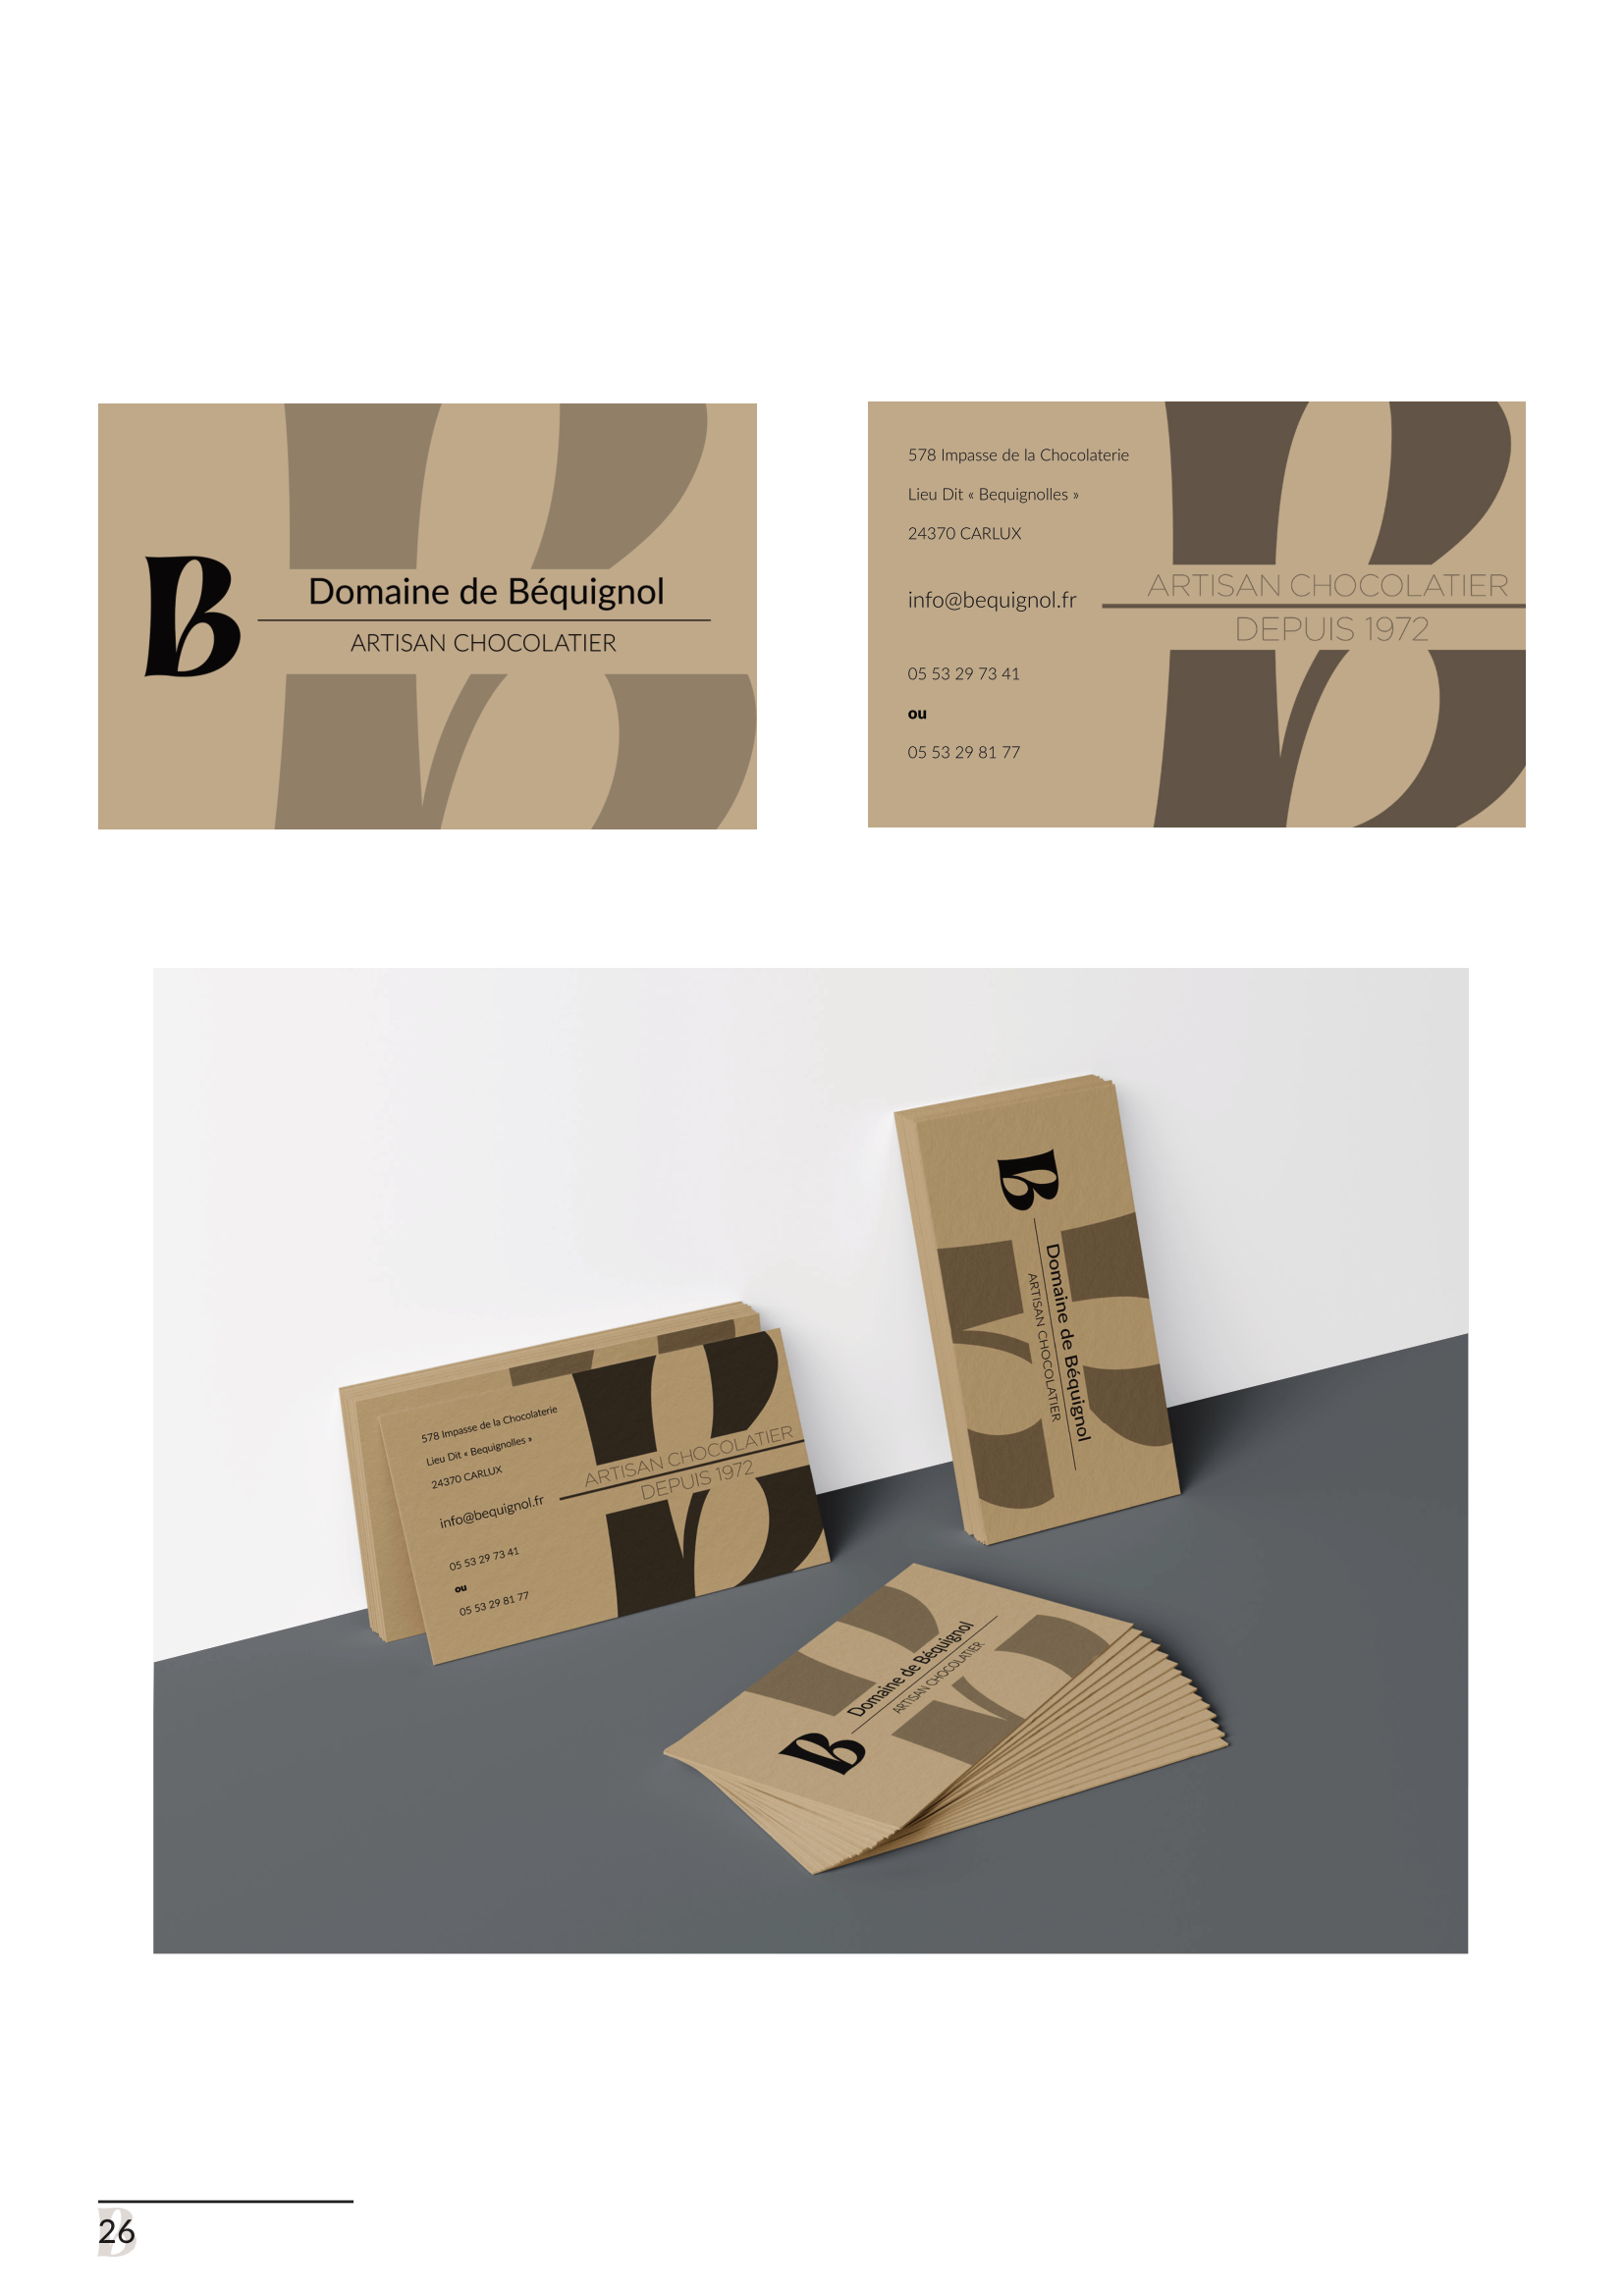 B
Domaine de Béquignol
ARTISAN CHOCOLATIER
578 Impasse de la Chocolaterie
Lieu Dit « Bequignolles »
24370 CARLUX
info@bequignol.fr
05 53 29 73 41
ou
05 53 29 81 77
ARTISAN CHOCOLATIER
DEPUIS 1972
B
Domaine de Béquignol
ARTISAN CHOCOLATIER
578 Impasse de la Chocolaterie
Lieu Dit « Bequignolles »
24370 CARLUX
info@bequignol.fr
05 53 29 73 41
ou
05 53 29 81 77
ARTISAN CHOCOLATIER
DEPUIS 1972
B
Domaine de Béquignol
ARTISAN CHOCOLATIER
B
26